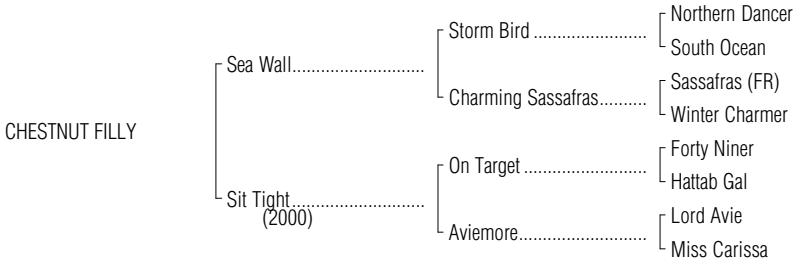 Northern Dancer
Storm Bird ........................
South Ocean
Sea Wall............................
Sassafras (FR)
Charming Sassafras..........
Winter Charmer
CHESTNUT FILLY
Forty Niner
On Target ..........................
Hattab Gal
Sit Tight............................
(2000)
Lord Avie
Aviemore...........................
Miss Carissa